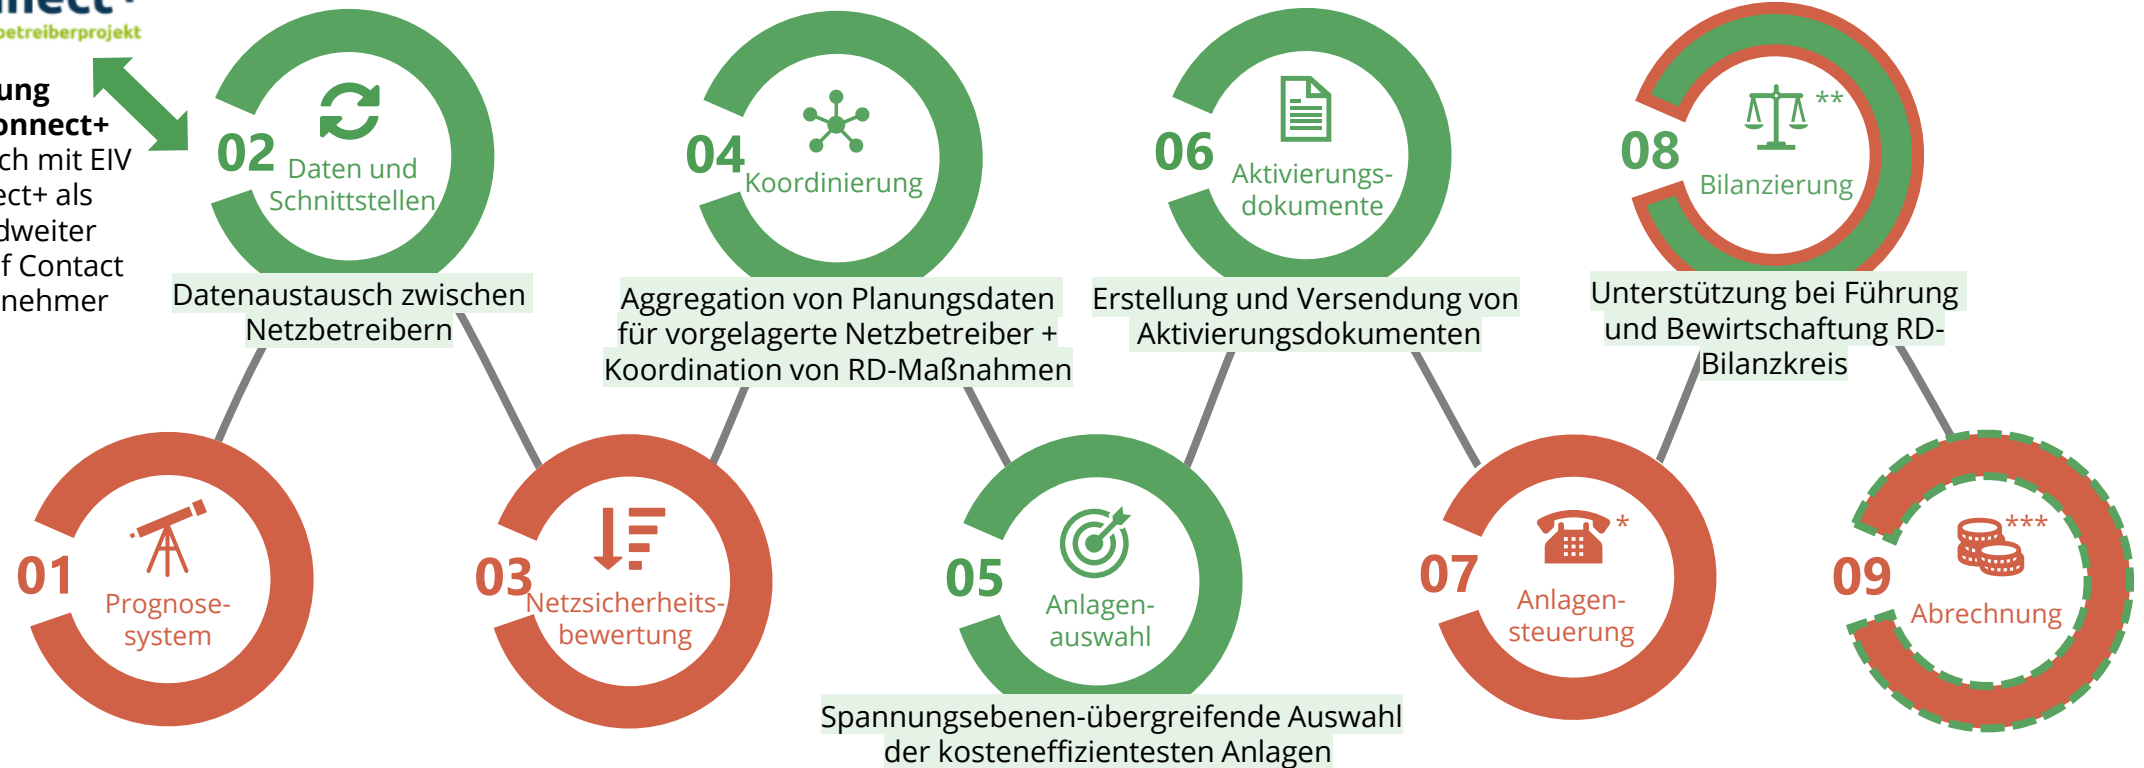 betreiberprojekt
ung
onnect+
ch mit EIV
ect+ als
dweiter
f Contact
nehmer
02
Daten und
Schnittstellen
Datenaustausch zwischen
Netzbetreibern
04
Koordinierung
Aggregation von Planungsdaten
für vorgelagerte Netzbetreiber +
Koordination von RD-Maßnahmen
06
Aktivierungs-
dokumente
Erstellung und Versendung von
Aktivierungsdokumenten
08
**
Bilanzierung
Unterstützung bei Führung
und Bewirtschaftung RD-
Bilanzkreis
01
Prognose-
system
03
Netzsicherheits-
bewertung
05
Anlagen-
auswahl
Spannungsebenen-übergreifende Auswahl
der kosteneffizientesten Anlagen
07
*
Anlagen-
steuerung
09
***
Abrechnung